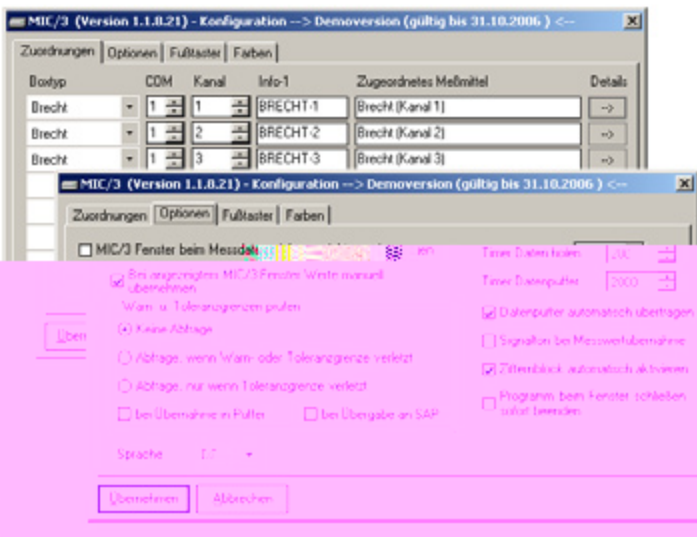 MIC/3 (Version 1.1.0.21) - Konfiguration --> Demoversion (gültig bis 31.10.2006 ) <--
Zuordnungen Optionen Fußtaster Farben
Boxtyp COM Kanal Info-1 Zugeordnetes Meßmittel Details
Brecht 1 1 BRECHT-1 Brecht (Kanal 1) -->
Brecht 1 2 BRECHT-2 Brecht (Kanal 2) -->
Brecht 1 3 BRECHT-3 Brecht (Kanal 3)
MIC/3 (Version 1.1.0.21) - Konfiguration --> Demoversion (gültig bis 31.10.2006 ) <--
Zuordnungen Optionen Fußtaster Farben
MIC/3 Fenster beim
Timer Daten holen
Bei angezeigtem MIC/3 Fenster Werte manuell
übernehmen
Timer Datenpuffer 2000
Warn- u. Toleranzgrenzen prüfen
Datenpuffer automatisch übertragen
Keine Abfrage
Signalton bei Messwertübernahme
Abfrage, wenn Warn- oder Toleranzgrenze verletzt
Ziffernblock automatisch aktivieren
Abfrage, nur wenn Toleranzgrenze verletzt
Programm beim Fenster schließen
sofort beenden
bei Übernahme in Puffer bei Übergabe an SAP
Sprache
Übernehmen Abbrechen